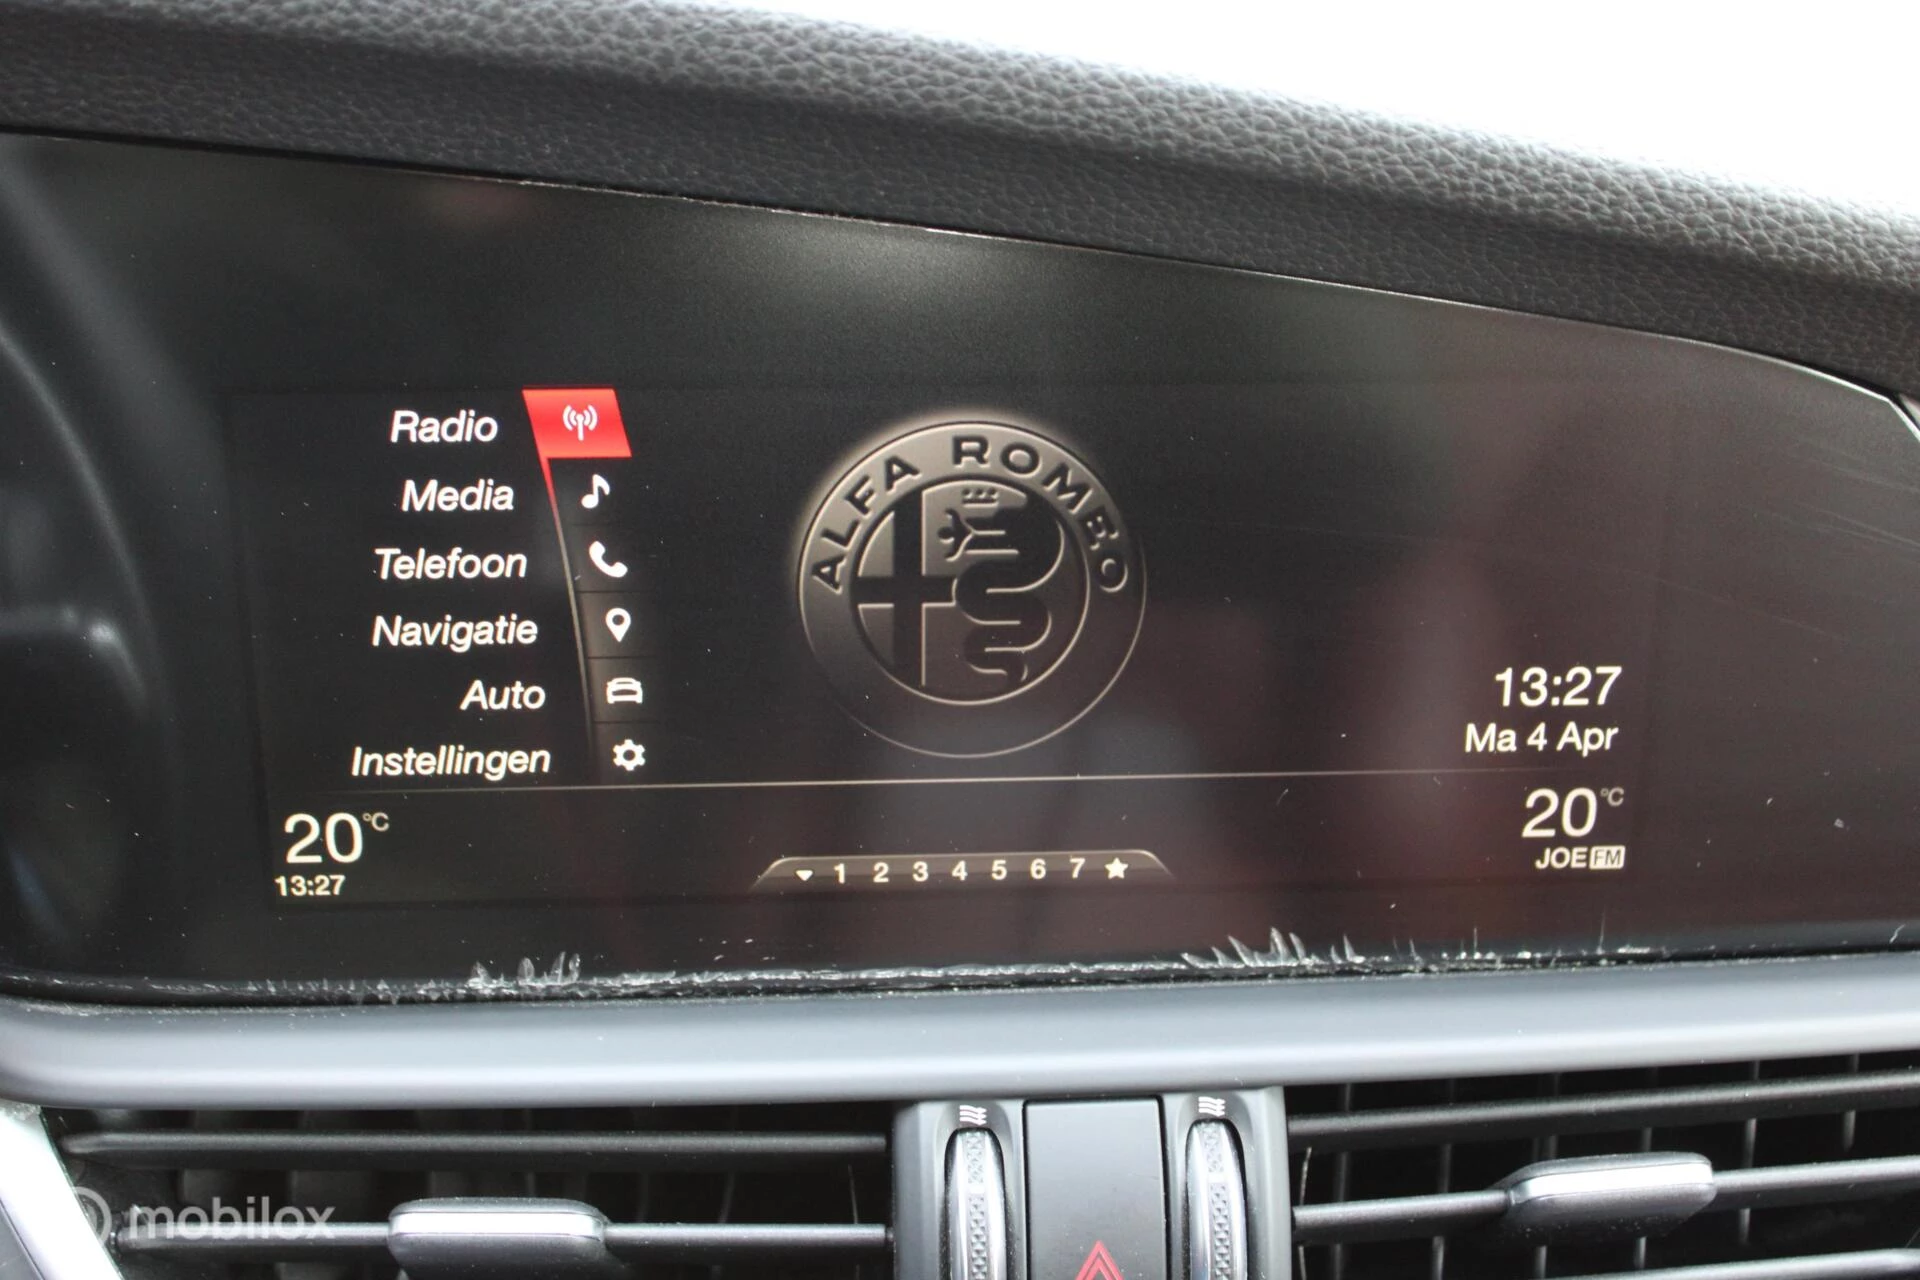 Radio
Media
Telefoon
Navigatie
Auto
Instellingen
ALFA ROMEO
13:27
Ma 4 Apr
20°C
13:27
1 2 3 4 5 6 7
20°C
JOE FM
mobilox